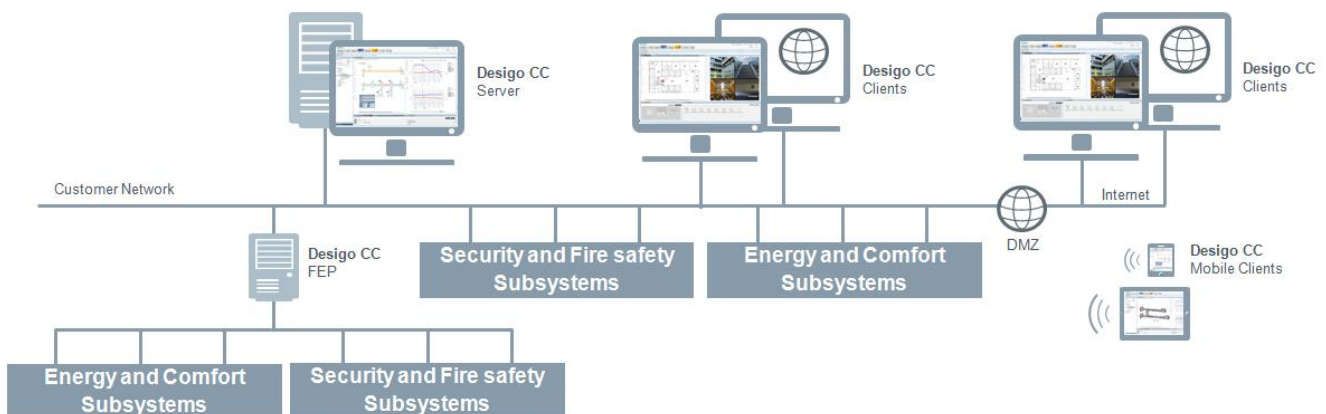 Desigo CC
Server
Desigo CC
Clients
Desigo CC
Clients
Customer Network
Internet
DMZ
Desigo CC
FEP
Security and Fire safety
Subsystems
Energy and Comfort
Subsystems
Desigo CC
Mobile Clients
Energy and Comfort
Subsystems
Security and Fire safety
Subsystems